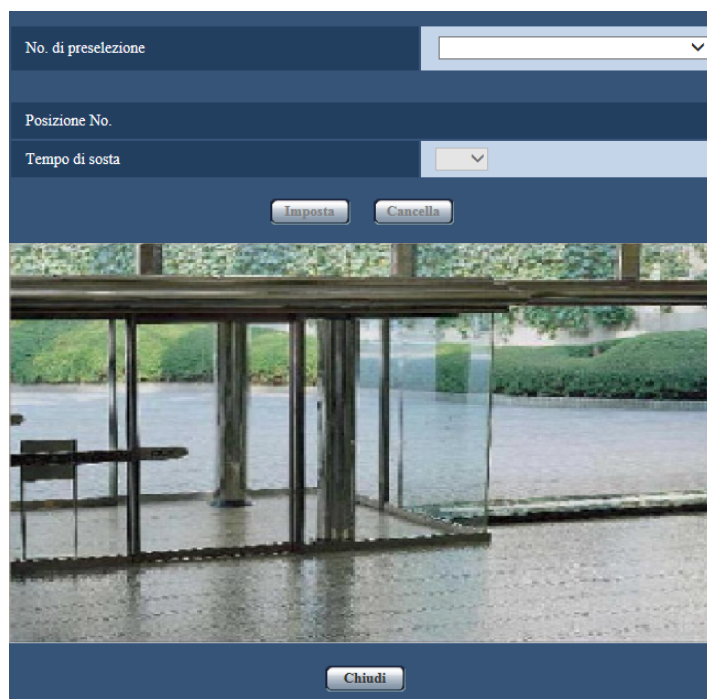 No. di preselezione
Posizione No.
Tempo di sosta
Imposta Cancella
Chiudi